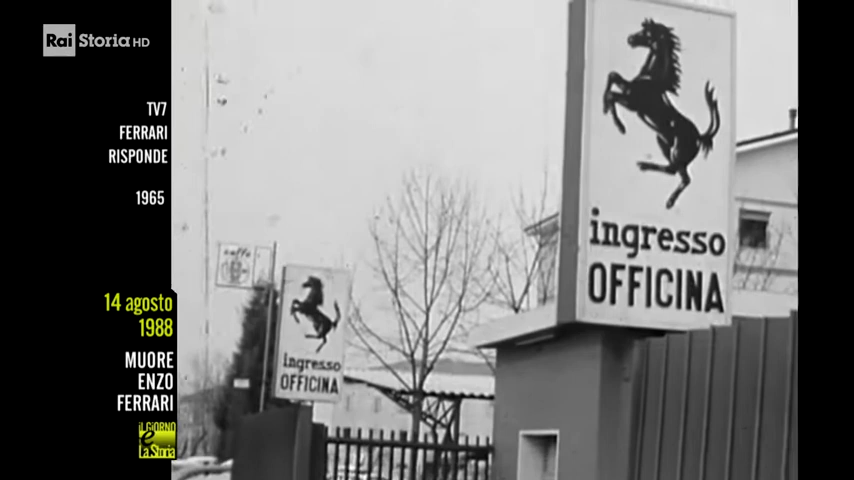 Rai Storia HD
TV7
FERRARI
RISPONDE
1965
14 agosto
1988
MUORE
ENZO
FERRARI
iL GiORNO
e
La Storia
caffe
ingresso
OFFICINA
ingresso
OFFICINA